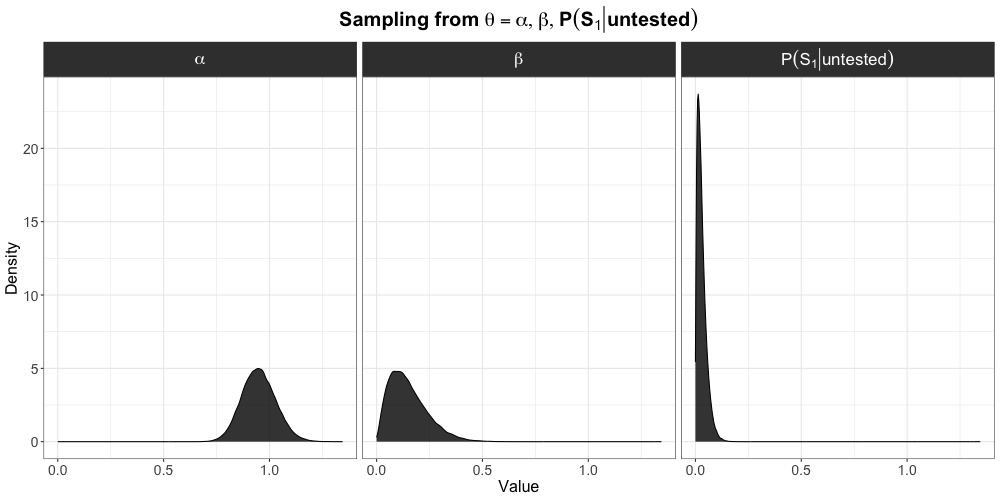 Sampling from θ = α, β, P(S₁|untested)
α
β
P(S₁|untested)
Density
20
15
10
5
0
0.0 0.5 1.0
0.0 0.5 1.0
0.0 0.5 1.0
Value